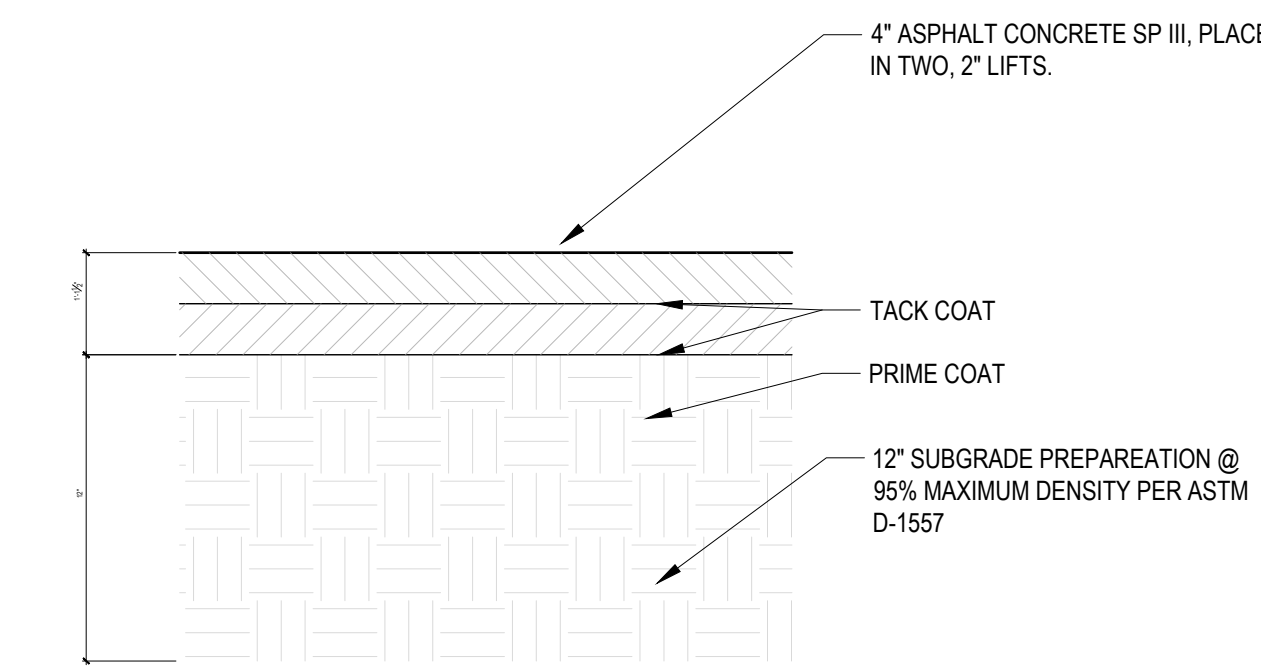 4" ASPHALT CONCRETE SP III, PLACE
IN TWO, 2" LIFTS.
TACK COAT
PRIME COAT
12" SUBGRADE PREPAREATION @
95% MAXIMUM DENSITY PER ASTM
D-1557
12"